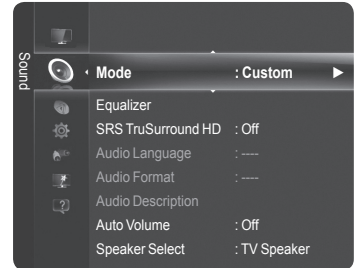 Sound
Mode : Custom ►
Equalizer
SRS TruSurround HD : Off
Audio Language : ----
Audio Format : ----
Audio Description
Auto Volume : Off
Speaker Select : TV Speaker